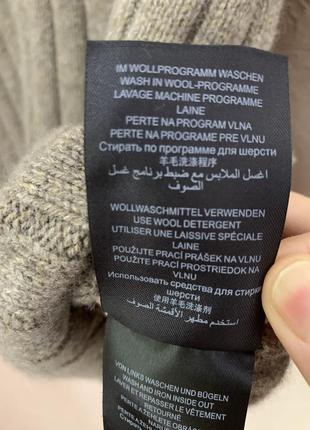 IM WOLLPROGRAMM WASCHEN
WASH IN WOOL-PROGRAMME
LAVAGE MACHINE PROGRAMME
LAINE
PERTE NA PROGRAM VLNA
PERTE NA PROGRAME PRE VLNU
Стирать по программе для шерсти
羊毛洗涤程序
اغسل الملابس مع ضبط برنامج غسل
الصوف
WOLLWASCHMITTEL VERWENDEN
USE WOOL DETERGENT
UTILISER UNE LAISSIVE SPÉCIALE
LAINE
POUŽIJTE PRACÍ PRÁŠEK NA VLNU
POUŽITE PRACÍ PROSTRIEDOK NA
VLNU
Использовать средства для стирки
шерсти
使用羊毛洗涤剂
استخدام مطهر الأقمشة الصوف
VON LINKS WASCHEN UND BÜGELN
WASH AND IRON INSIDE OUT
LAVER ET REPASSER LE VÊTEMENT
RETOURNÉ